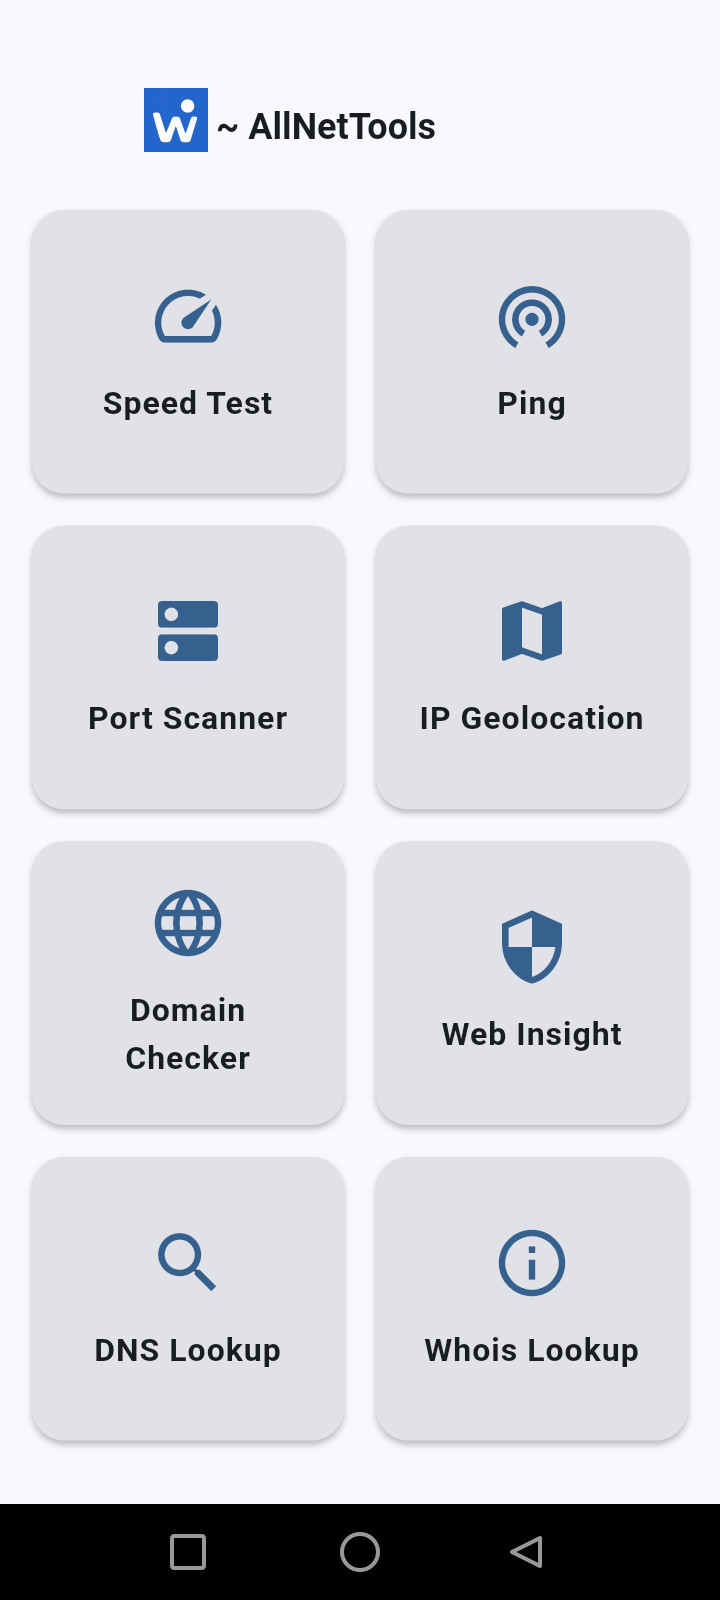 ~ AllNetTools
Speed Test
Ping
Port Scanner
IP Geolocation
Domain
Checker
Web Insight
DNS Lookup
Whois Lookup